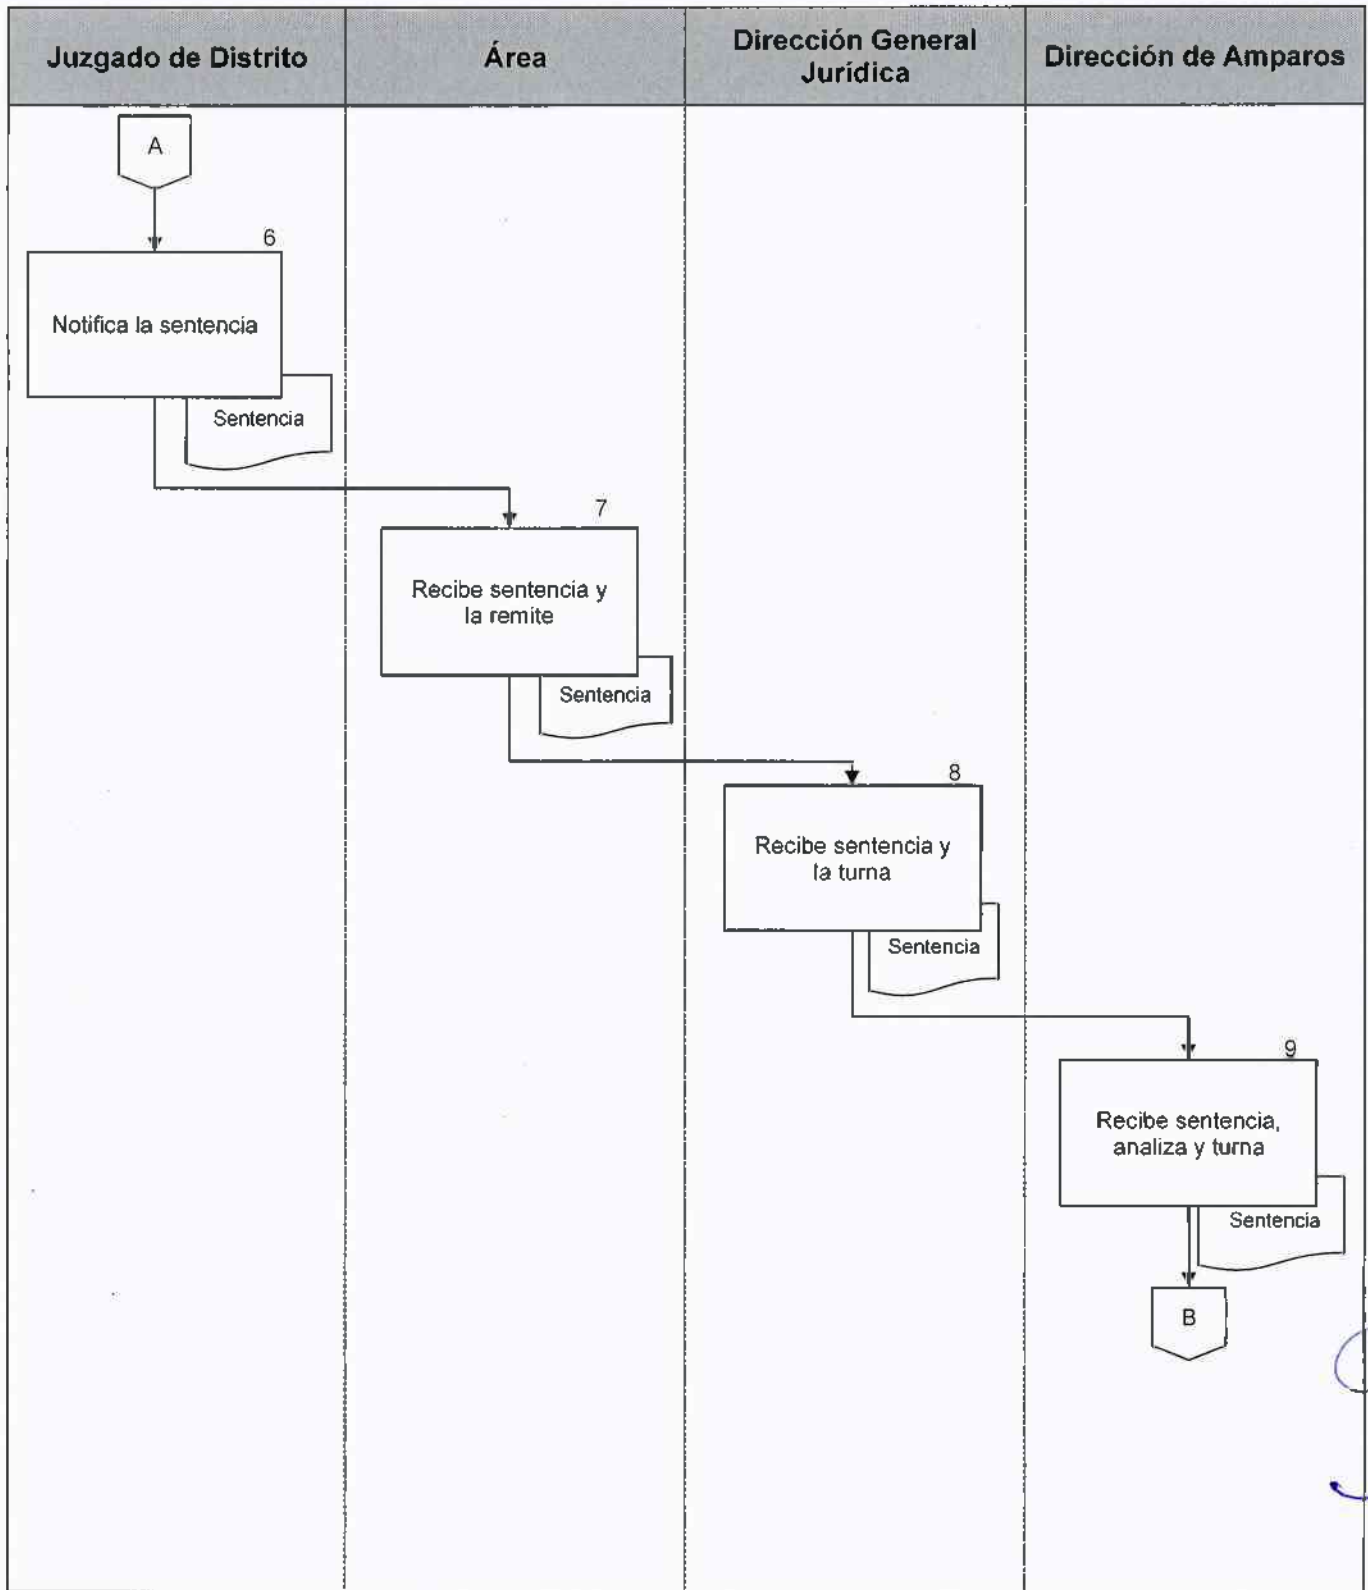 Juzgado de Distrito
Área
Dirección General
Jurídica
Dirección de Amparos
A
6
Notifica la sentencia
Sentencia
7
Recibe sentencia y
la remite
Sentencia
8
Recibe sentencia y
la turna
Sentencia
9
Recibe sentencia,
analiza y turna
Sentencia
B